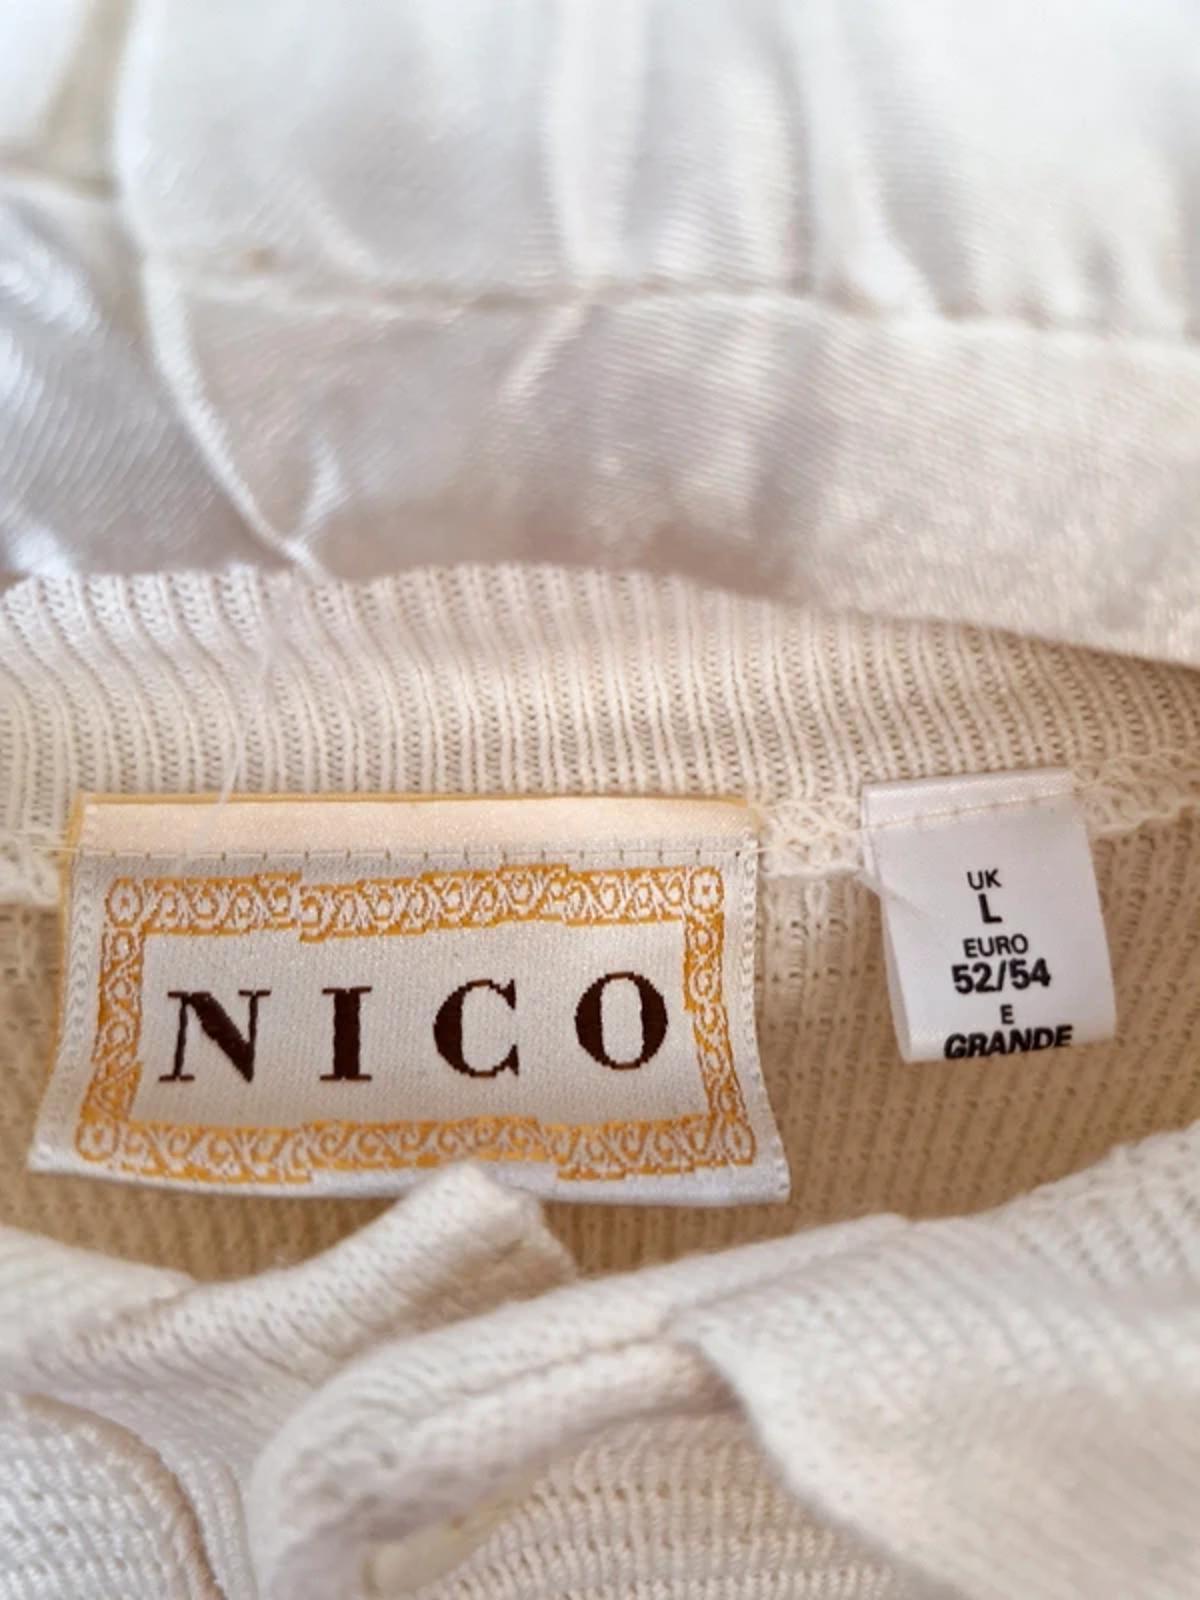 NICO
UK
L
EURO
52/54
E
GRANDE